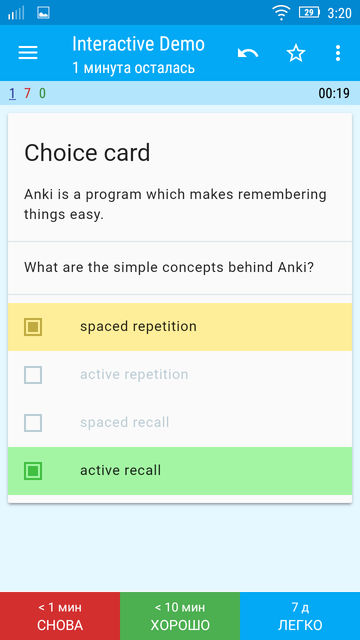 29 3:20
Interactive Demo
1 минута осталась
1 7 0 00:19
Choice card
Anki is a program which makes remembering
things easy.
What are the simple concepts behind Anki?
spaced repetition
active repetition
spaced recall
active recall
< 1 мин < 10 мин 7 д
СНОВА ХОРОШО ЛЕГКО